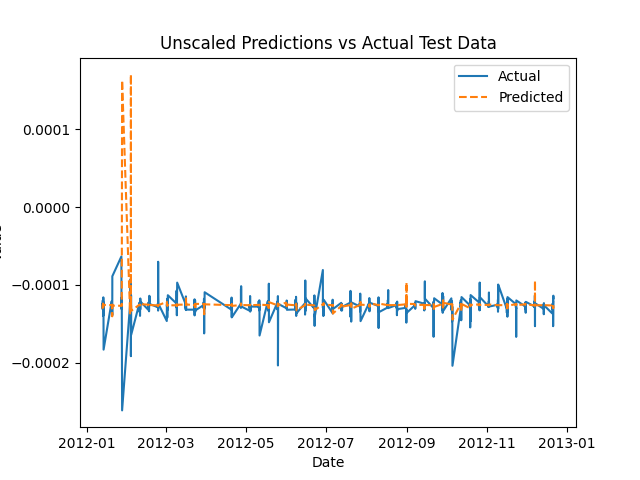 Unscaled Predictions vs Actual Test Data
Actual
Predicted
0.0001
0.0000
−0.0001
−0.0002
2012-01 2012-03 2012-05 2012-07 2012-09 2012-11 2013-01
Date